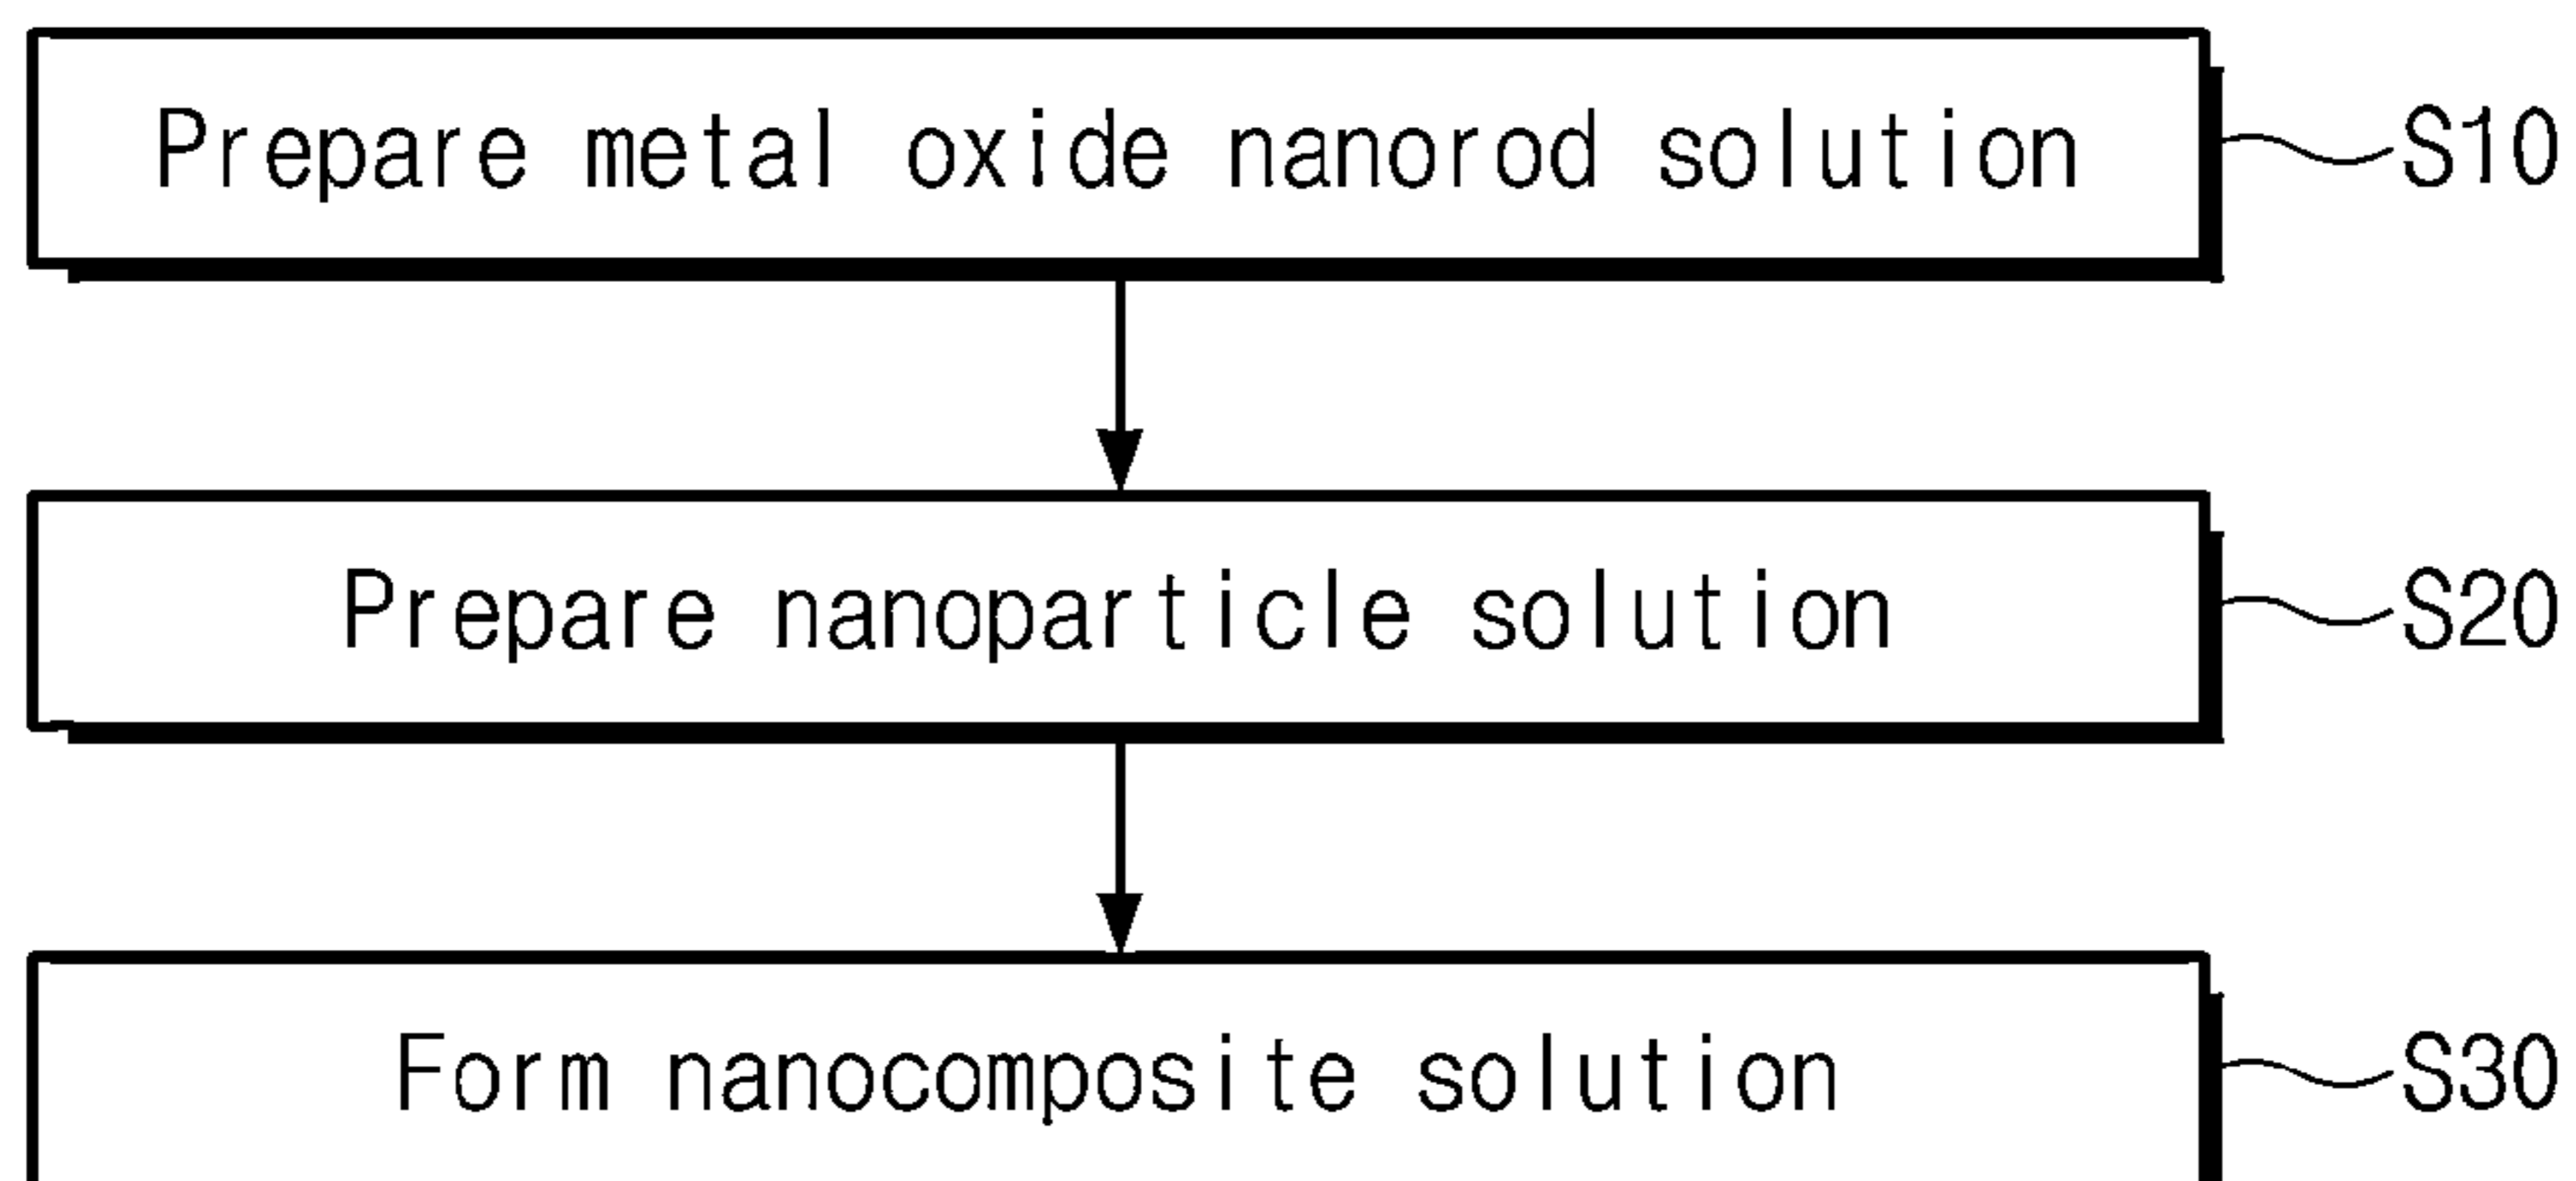 Prepare metal oxide nanorod solution S10
Prepare nanoparticle solution S20
Form nanocomposite solution S30